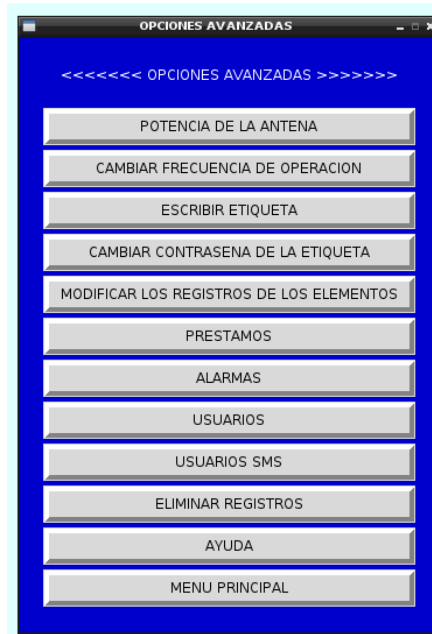 OPCIONES AVANZADAS
<<<<<<< OPCIONES AVANZADAS >>>>>>>
POTENCIA DE LA ANTENA
CAMBIAR FRECUENCIA DE OPERACION
ESCRIBIR ETIQUETA
CAMBIAR CONTRASENA DE LA ETIQUETA
MODIFICAR LOS REGISTROS DE LOS ELEMENTOS
PRESTAMOS
ALARMAS
USUARIOS
USUARIOS SMS
ELIMINAR REGISTROS
AYUDA
MENU PRINCIPAL